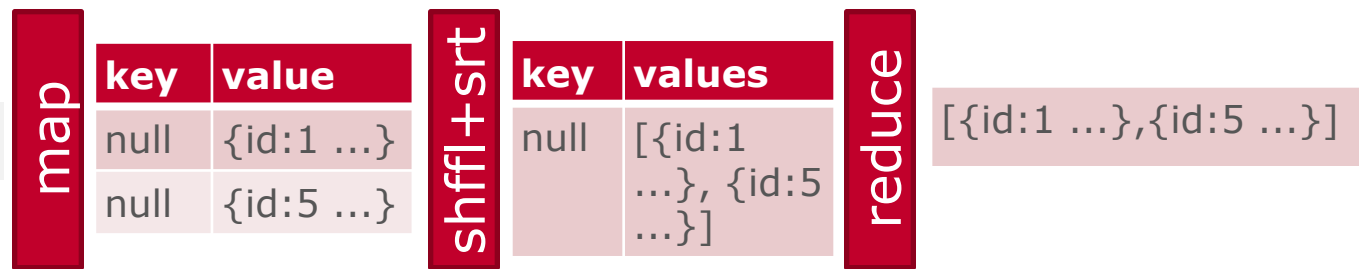 map
key value
null {id:1 ...}
null {id:5 ...}
shffl+srt
key values
null [{id:1
...}, {id:5
...}]
reduce
[{id:1 ...},{id:5 ...}]